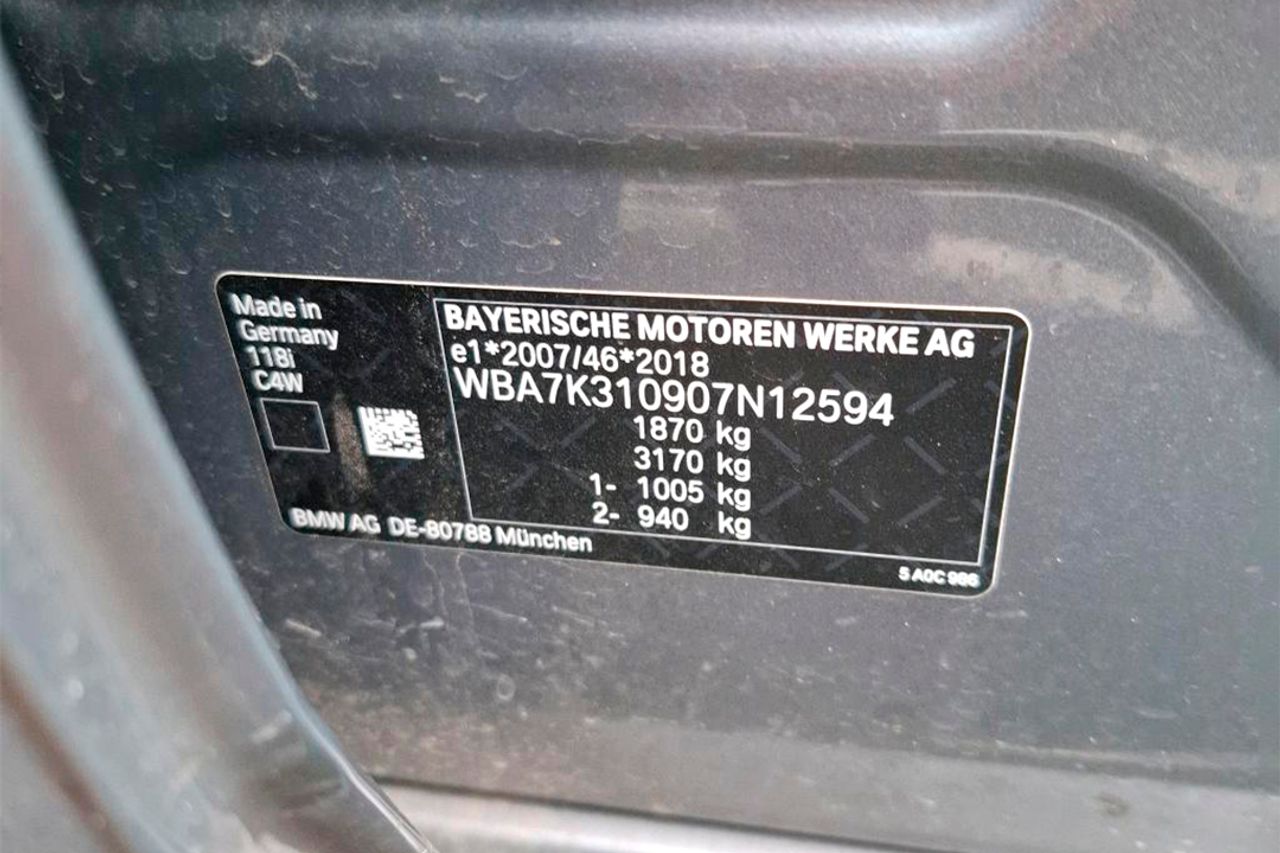 Made in
Germany
118i
C4W
BAYERISCHE MOTOREN WERKE AG
e1*2007/46*2018
WBA7K310907N12594
1870 kg
3170 kg
1- 1005 kg
2- 940 kg
BMW AG DE-80788 München
5 A0C 986